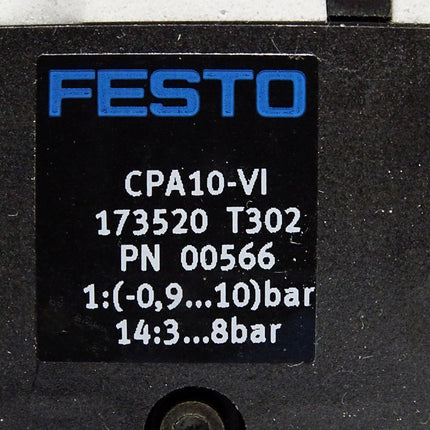 FESTO
CPA10-VI
173520 T302
PN 00566
1:(-0,9...10)bar
14:3...8bar